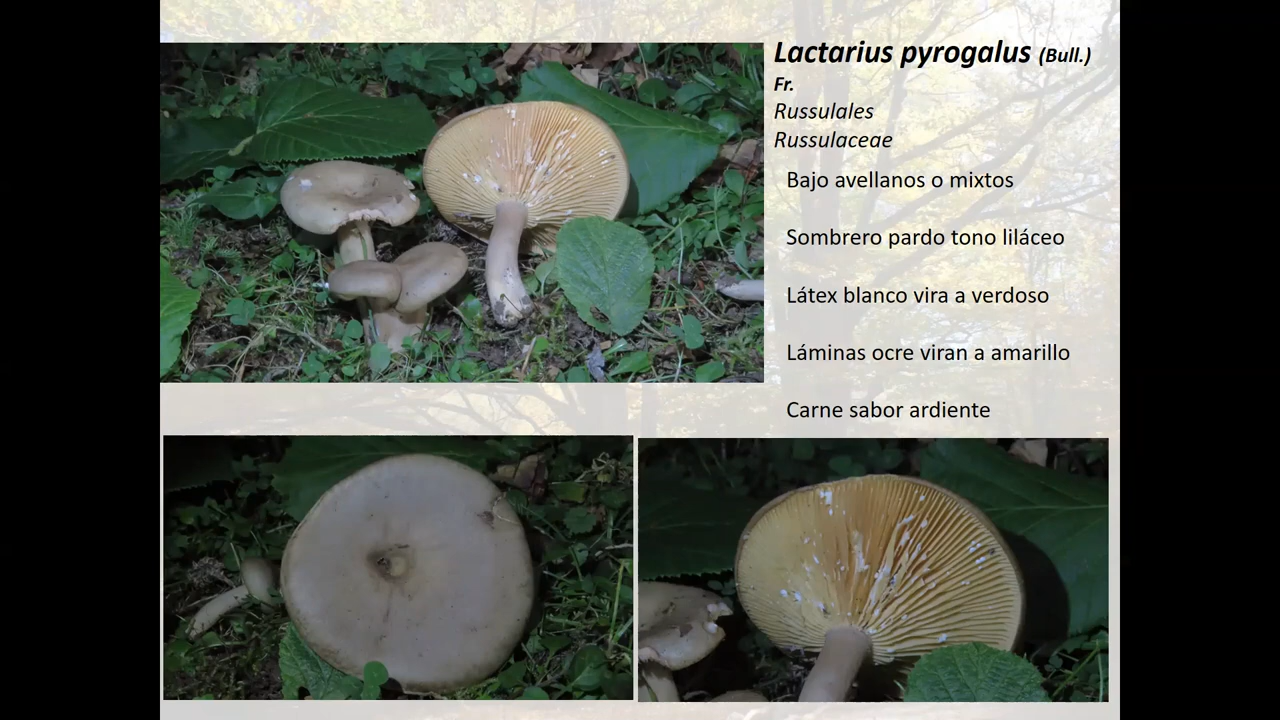 Lactarius pyrogalus (Bull.)
Fr.
Russulales
Russulaceae
Bajo avellanos o mixtos
Sombrero pardo tono liláceo
Látex blanco vira a verdoso
Láminas ocre viran a amarillo
Carne sabor ardiente